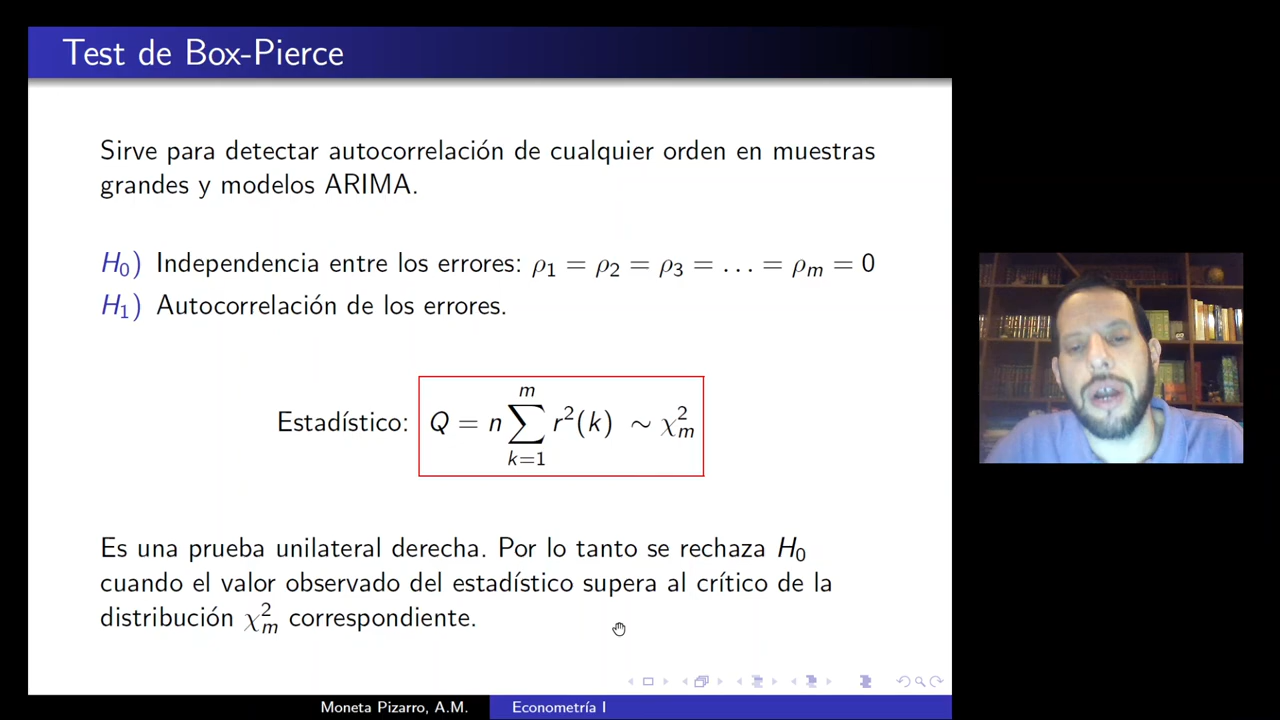 Test de Box-Pierce
Sirve para detectar autocorrelación de cualquier orden en muestras
grandes y modelos ARIMA.
H₀) Independencia entre los errores: ρ₁ = ρ₂ = ρ₃ = … = ρₘ = 0
H₁) Autocorrelación de los errores.
Estadístico: Q = n ∑_{k=1}^{m} r²(k) ~ χ²ₘ
Es una prueba unilateral derecha. Por lo tanto se rechaza H₀
cuando el valor observado del estadístico supera al crítico de la
distribución χ²ₘ correspondiente.
Moneta Pizarro, A.M. Econometría I